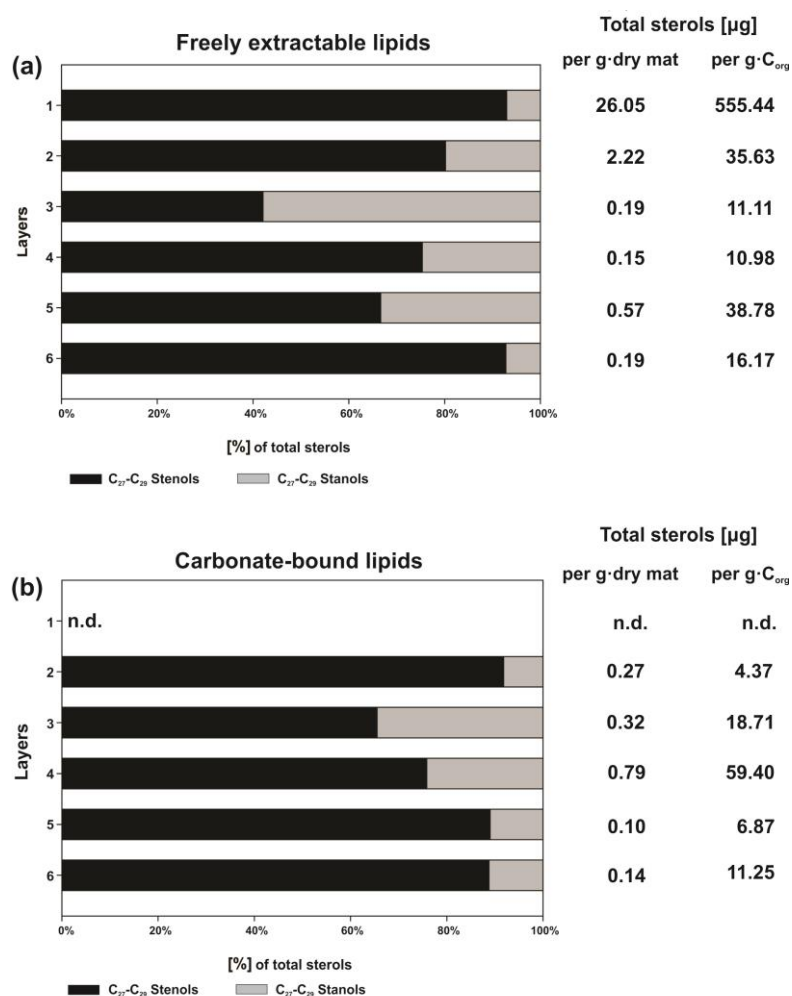 Total sterols [µg]
Freely extractable lipids
(a)
per g·dry mat per g·Corg
1 26.05 555.44
2 2.22 35.63
3 0.19 11.11
Layers
4 0.15 10.98
5 0.57 38.78
6 0.19 16.17
0% 20% 40% 60% 80% 100%
[%] of total sterols
C27-C29 Stenols C27-C29 Stanols
Total sterols [µg]
Carbonate-bound lipids
(b)
per g·dry mat per g·Corg
1 n.d. n.d. n.d.
2 0.27 4.37
3 0.32 18.71
Layers
4 0.79 59.40
5 0.10 6.87
6 0.14 11.25
0% 20% 40% 60% 80% 100%
[%] of total sterols
C27-C29 Stenols C27-C29 Stanols